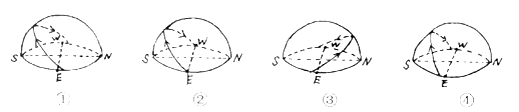 S W N S W N S W N S W N
E E E E
① ② ③ ④